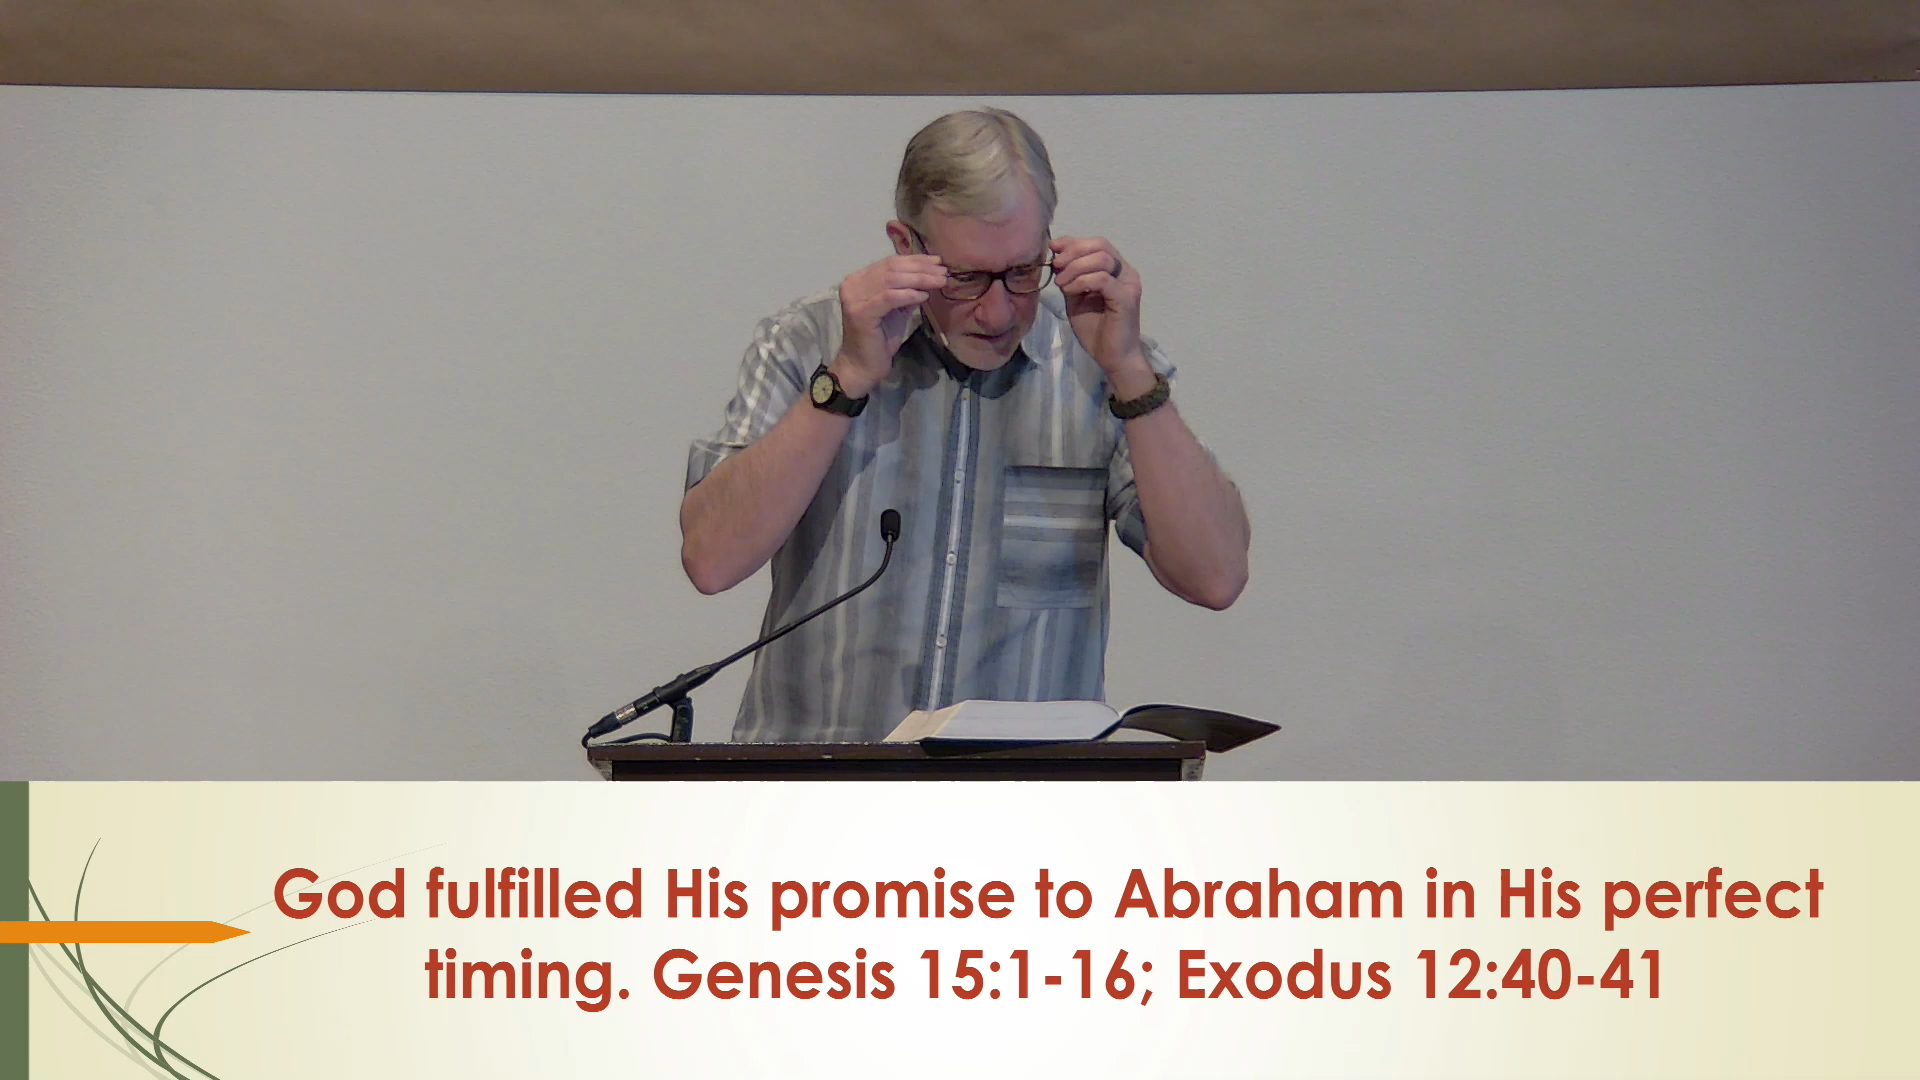 God fulfilled His promise to Abraham in His perfect
timing. Genesis 15:1-16; Exodus 12:40-41